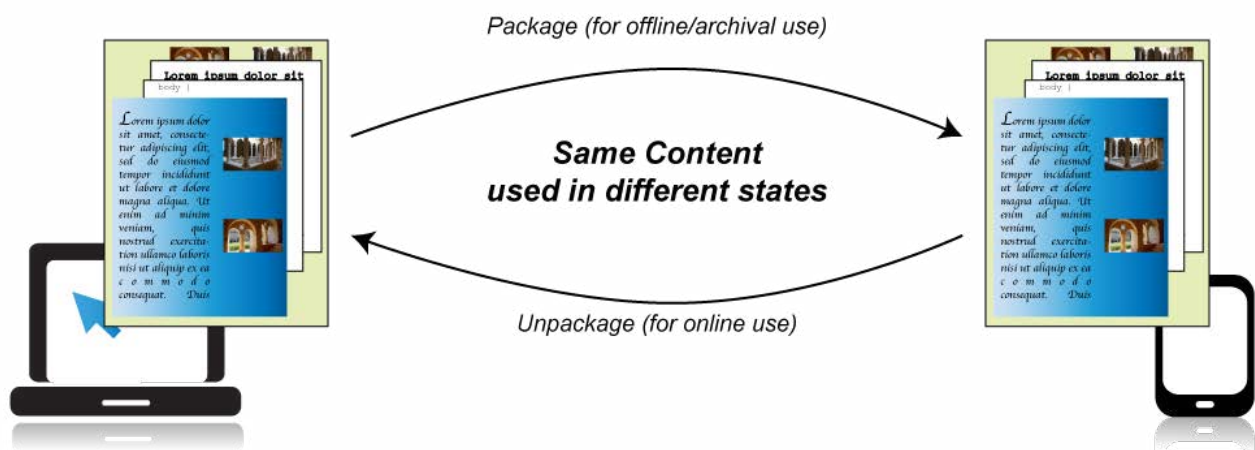 Package (for offline/archival use)
Lorem ipsum dolor sit
body {
Lorem ipsum dolor
sit amet, consecte-
tur adipiscing elit,
sed do eiusmod
tempor incididunt
ut labore et dolore
magna aliqua. Ut
enim ad minim
veniam, quis
nostrud exercita-
tion ullamco laboris
nisi ut aliquip ex ea
c o m m o d o
consequat. Duis
Same Content
used in different states
Unpackage (for online use)
Lorem ipsum dolor sit
body {
Lorem ipsum dolor
sit amet, consecte-
tur adipiscing elit,
sed do eiusmod
tempor incididunt
ut labore et dolore
magna aliqua. Ut
enim ad minim
veniam, quis
nostrud exercita-
tion ullamco laboris
nisi ut aliquip ex ea
c o m m o d o
consequat. Duis